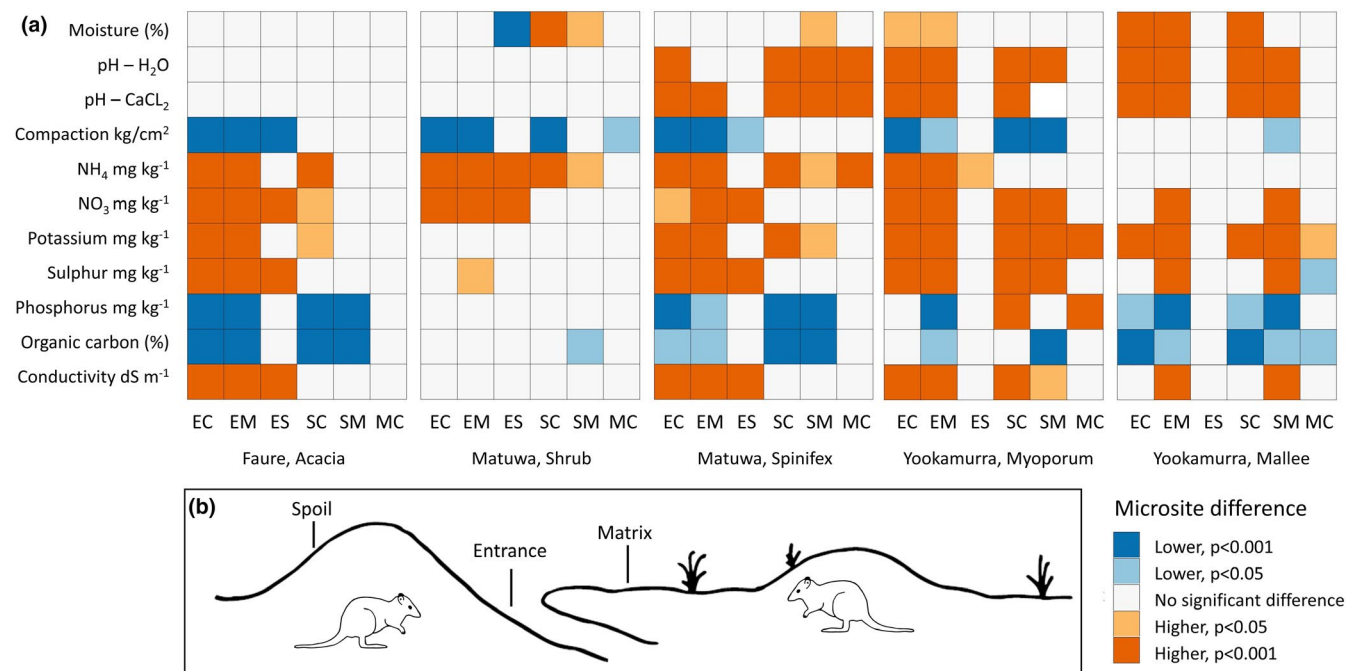 (a)
Moisture (%)
pH – H₂O
pH – CaCL₂
Compaction kg/cm²
NH₄ mg kg⁻¹
NO₃ mg kg⁻¹
Potassium mg kg⁻¹
Sulphur mg kg⁻¹
Phosphorus mg kg⁻¹
Organic carbon (%)
Conductivity dS m⁻¹
EC EM ES SC SM MC EC EM ES SC SM MC EC EM ES SC SM MC EC EM ES SC SM MC EC EM ES SC SM MC
Faure, Acacia Matuwa, Shrub Matuwa, Spinifex Yookamurra, Myoporum Yookamurra, Mallee
(b)
Spoil
Entrance
Matrix
Microsite difference
Lower, p<0.001
Lower, p<0.05
No significant difference
Higher, p<0.05
Higher, p<0.001